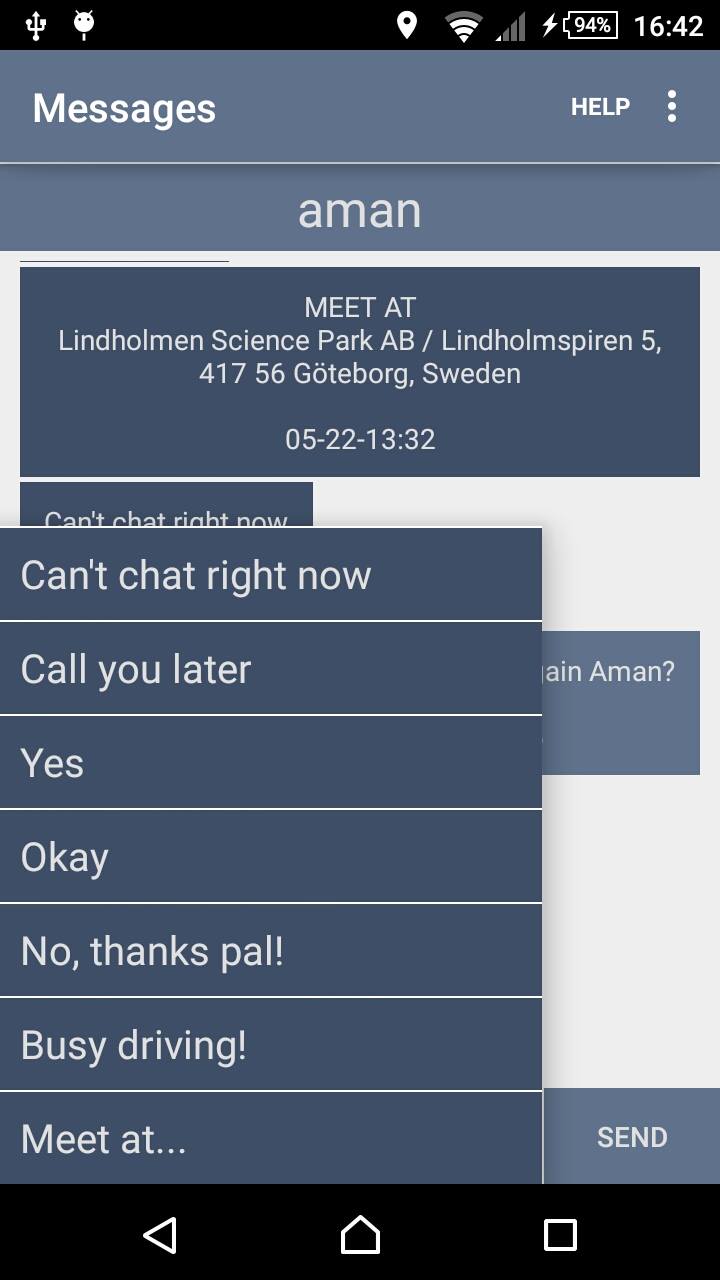 94% 16:42
Messages HELP
aman
MEET AT
Lindholmen Science Park AB / Lindholmspiren 5,
417 56 Göteborg, Sweden
05-22-13:32
Can't chat right now
Can't chat right now
Call you later
Aman?
Yes
Okay
No, thanks pal!
Busy driving!
Meet at...
SEND